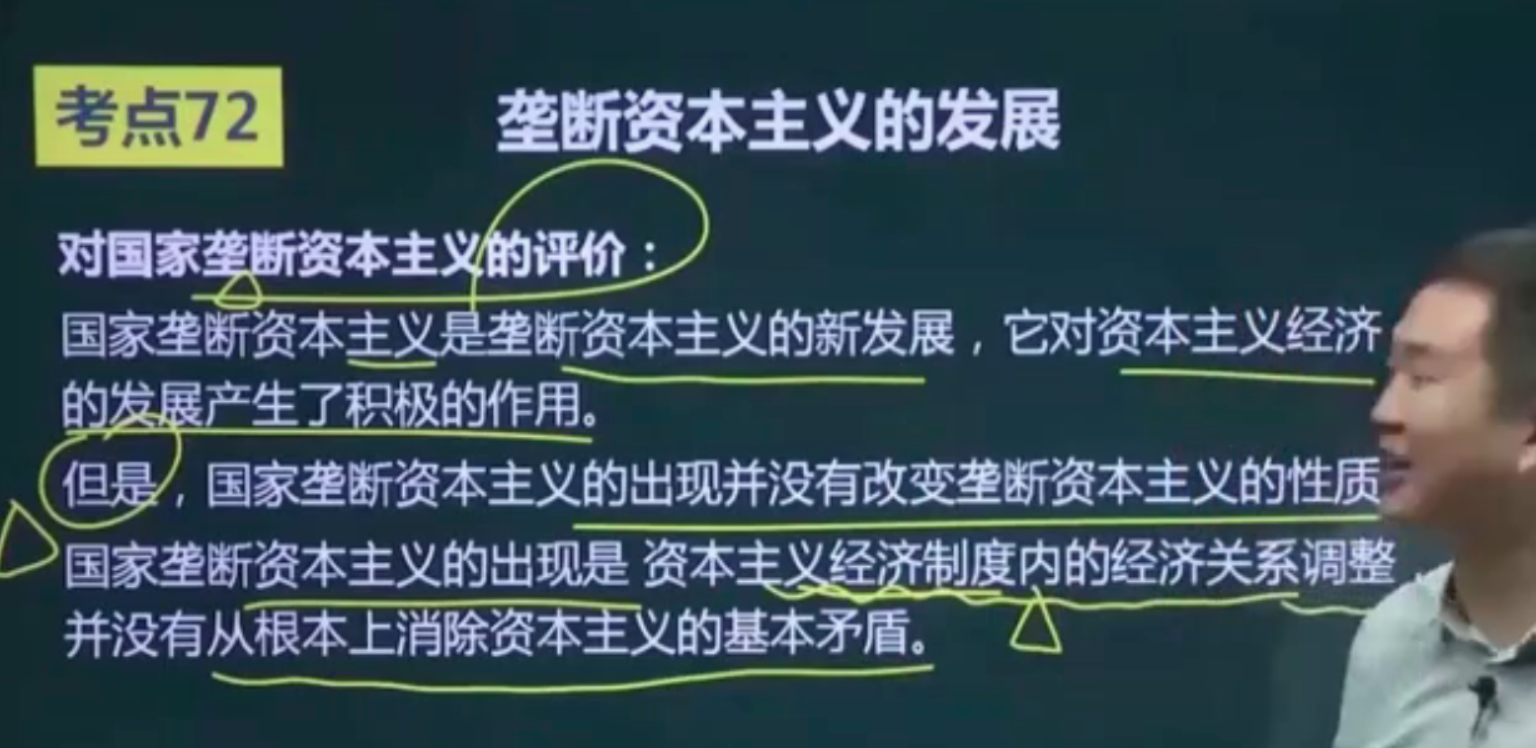 考点72
垄断资本主义的发展
对国家垄断资本主义的评价：
国家垄断资本主义是垄断资本主义的新发展，它对资本主义经济
的发展产生了积极的作用。
但是，国家垄断资本主义的出现并没有改变垄断资本主义的性质
国家垄断资本主义的出现是 资本主义经济制度内的经济关系调整
并没有从根本上消除资本主义的基本矛盾。